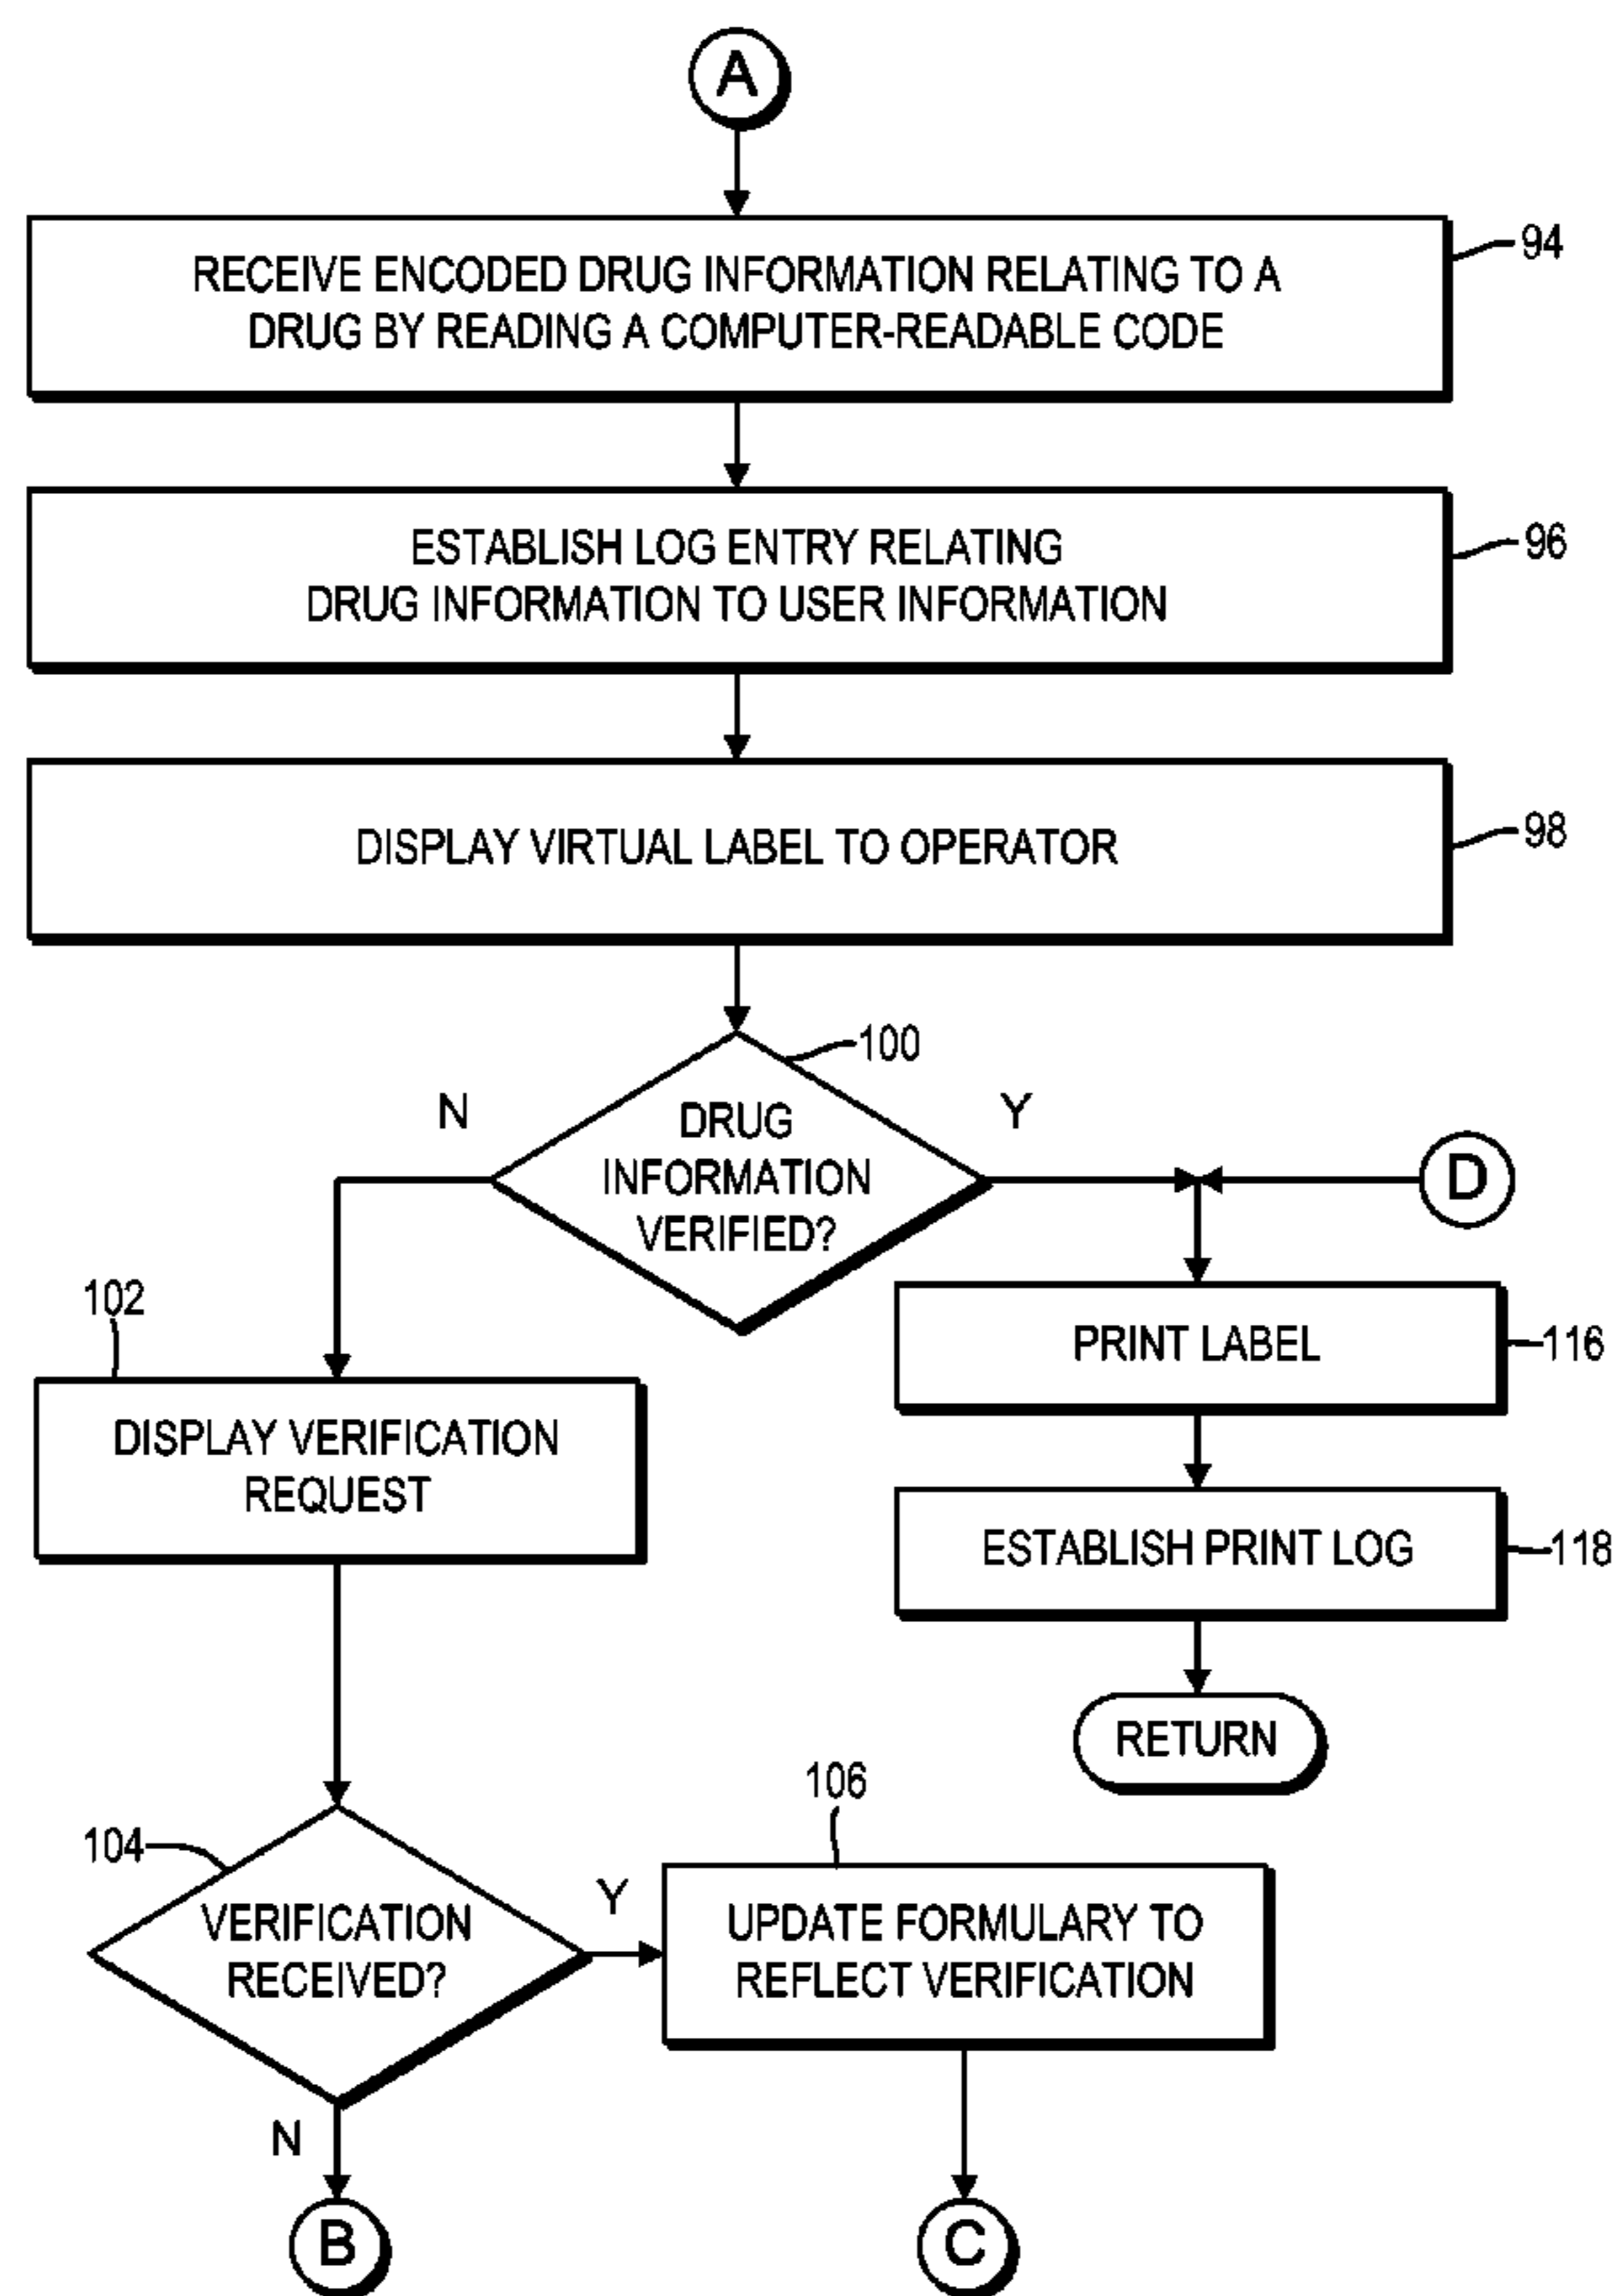 A
RECEIVE ENCODED DRUG INFORMATION RELATING TO A
DRUG BY READING A COMPUTER-READABLE CODE
94
ESTABLISH LOG ENTRY RELATING
DRUG INFORMATION TO USER INFORMATION
96
DISPLAY VIRTUAL LABEL TO OPERATOR
98
100
N
DRUG
INFORMATION
VERIFIED?
Y
D
102
DISPLAY VERIFICATION
REQUEST
PRINT LABEL
116
ESTABLISH PRINT LOG
118
RETURN
104
VERIFICATION
RECEIVED?
Y
106
UPDATE FORMULARY TO
REFLECT VERIFICATION
N
B
C